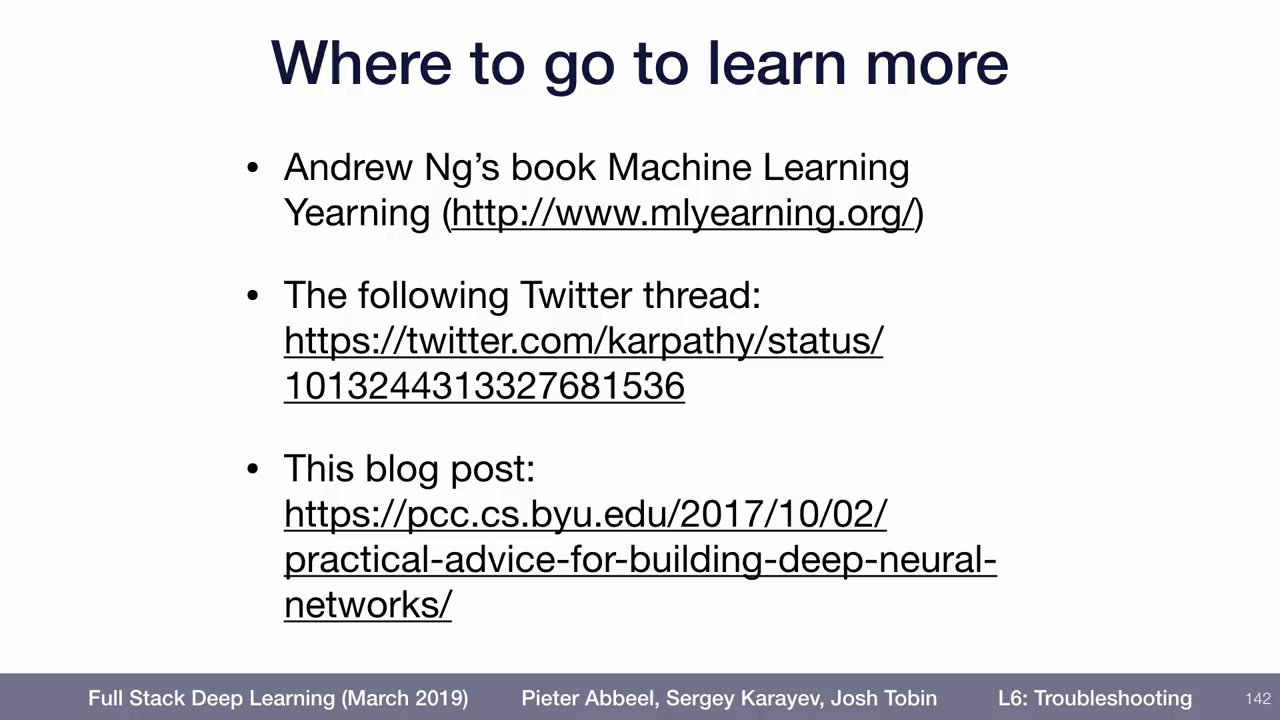 Where to go to learn more
• Andrew Ng’s book Machine Learning
Yearning (http://www.mlyearning.org/)
• The following Twitter thread:
https://twitter.com/karpathy/status/
1013244313327681536
• This blog post:
https://pcc.cs.byu.edu/2017/10/02/
practical-advice-for-building-deep-neural-
networks/
Full Stack Deep Learning (March 2019) Pieter Abbeel, Sergey Karayev, Josh Tobin L6: Troubleshooting 142